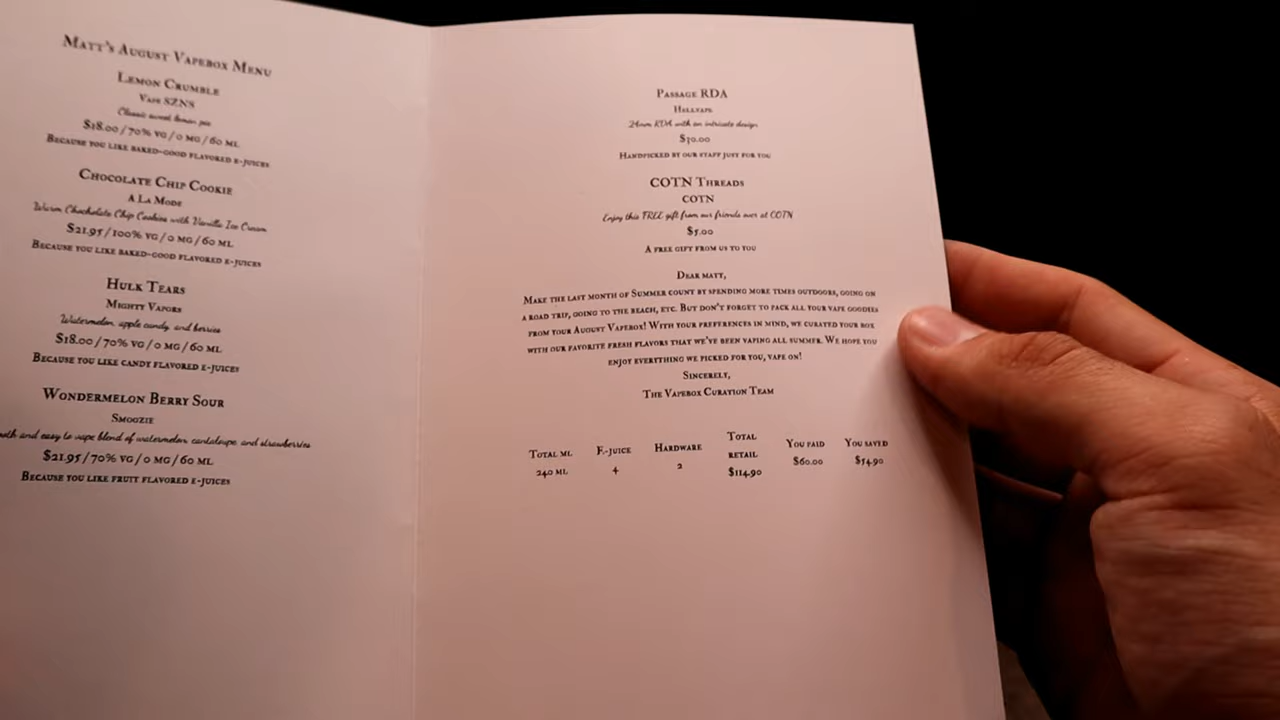 Matt's August Vapebox Menu
Lemon Crumble
Vape SZNS
Classic sweet lemon pie
$18.00 / 70% VG / 0 MG / 60 ML
Because you like baked-good flavored e-juices
Chocolate Chip Cookie
A La Mode
Warm Chocholate Chip Cookies with Vanilla Ice Cream
$21.95 / 100% VG / 0 MG / 60 ML
Because you like baked-good flavored e-juices
Hulk Tears
Mighty Vapors
Watermelon, apple candy, and berries
$18.00 / 70% VG / 0 MG / 60 ML
Because you like candy flavored e-juices
Wondermelon Berry Sour
Smoozie
and easy to vape blend of watermelon, cantaloupe and strawberries
$21.95 / 70% VG / 0 MG / 60 ML
Because you like fruit flavored e-juices
Passage RDA
Hellvape
24mm RDA with an intricate design
$30.00
Handpicked by our staff just for you
COTN Threads
COTN
Enjoy this FREE gift from our friends over at COTN
$5.00
A free gift from us to you
Dear Matt,
Make the last month of Summer count by spending more times outdoors, going on
a road trip, going to the beach, etc. But don't forget to pack all your vape goodies
from your August Vapebox! With your preferences in mind, we curated your box
with our favorite fresh flavors that we've been vaping all summer. We hope you
enjoy everything we picked for you, vape on!
Sincerely,
The Vapebox Curation Team
Total ML E-Juice Hardware Total Retail You Paid You Saved
240 ML 4 2 $114.90 $60.00 $54.90